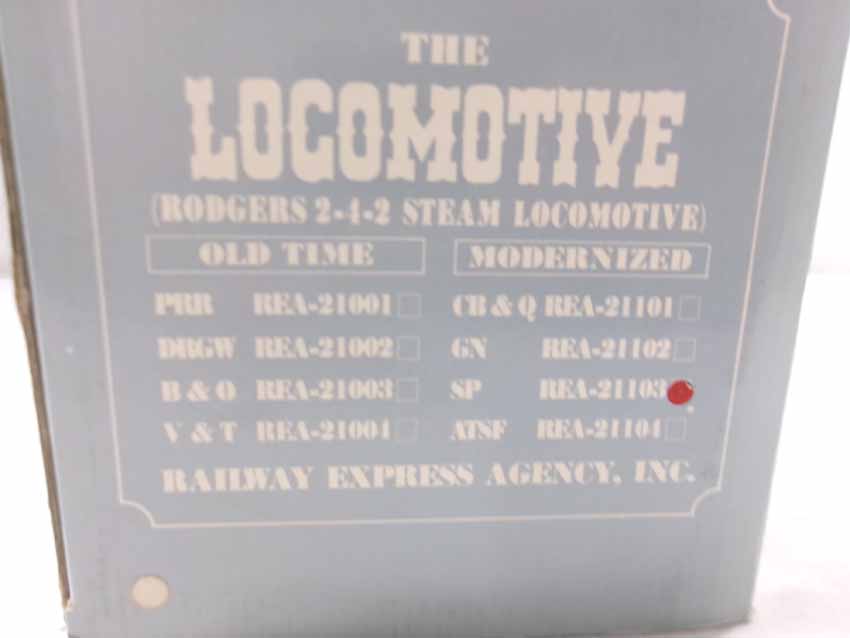 THE
LOCOMOTIVE
(RODGERS 2-4-2 STEAM LOCOMOTIVE)
OLD TIME MODERNIZED
PRR REA-21001 CB & Q REA-21101
DRGW REA-21002 GN REA-21102
B & O REA-21003 SP REA-21103
V & T REA-21004 ATSF REA-21104
RAILWAY EXPRESS AGENCY, INC.